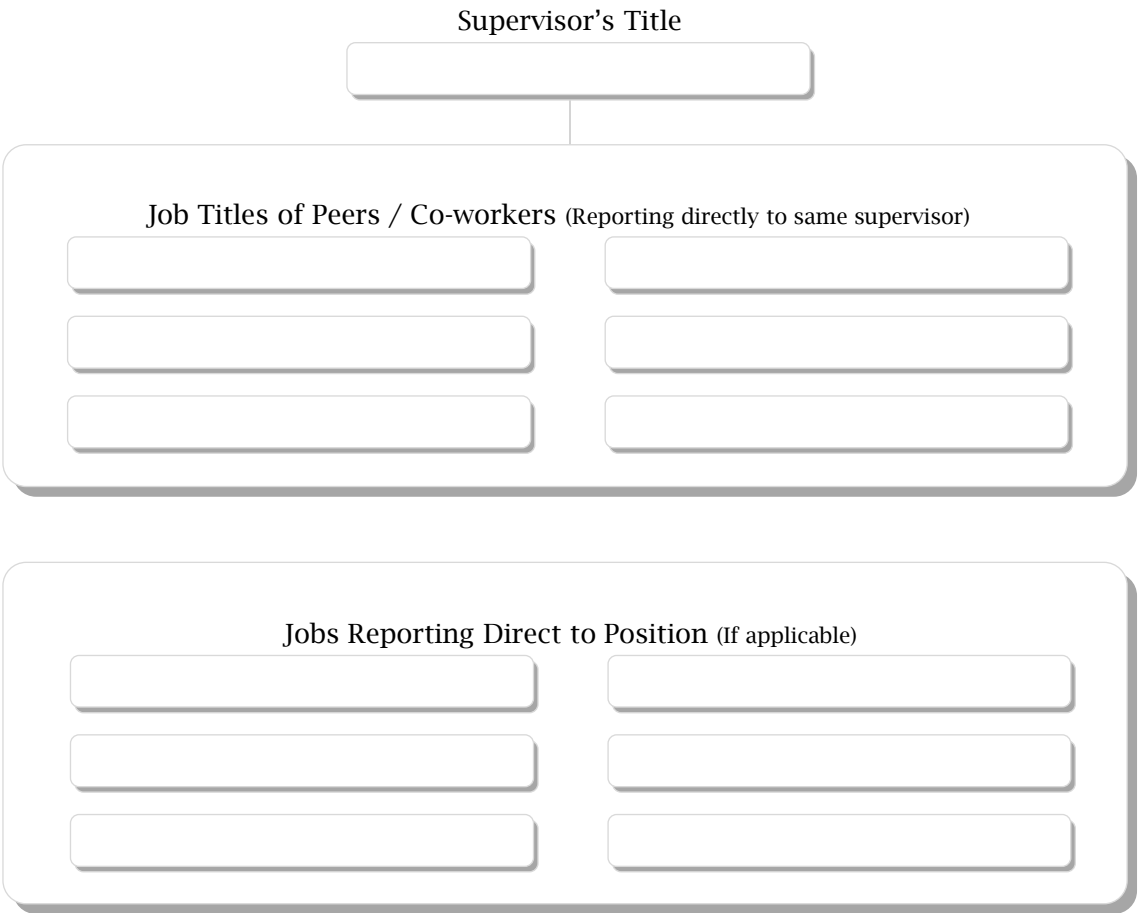 Supervisor’s Title
Job Titles of Peers / Co-workers (Reporting directly to same supervisor)
Jobs Reporting Direct to Position (If applicable)